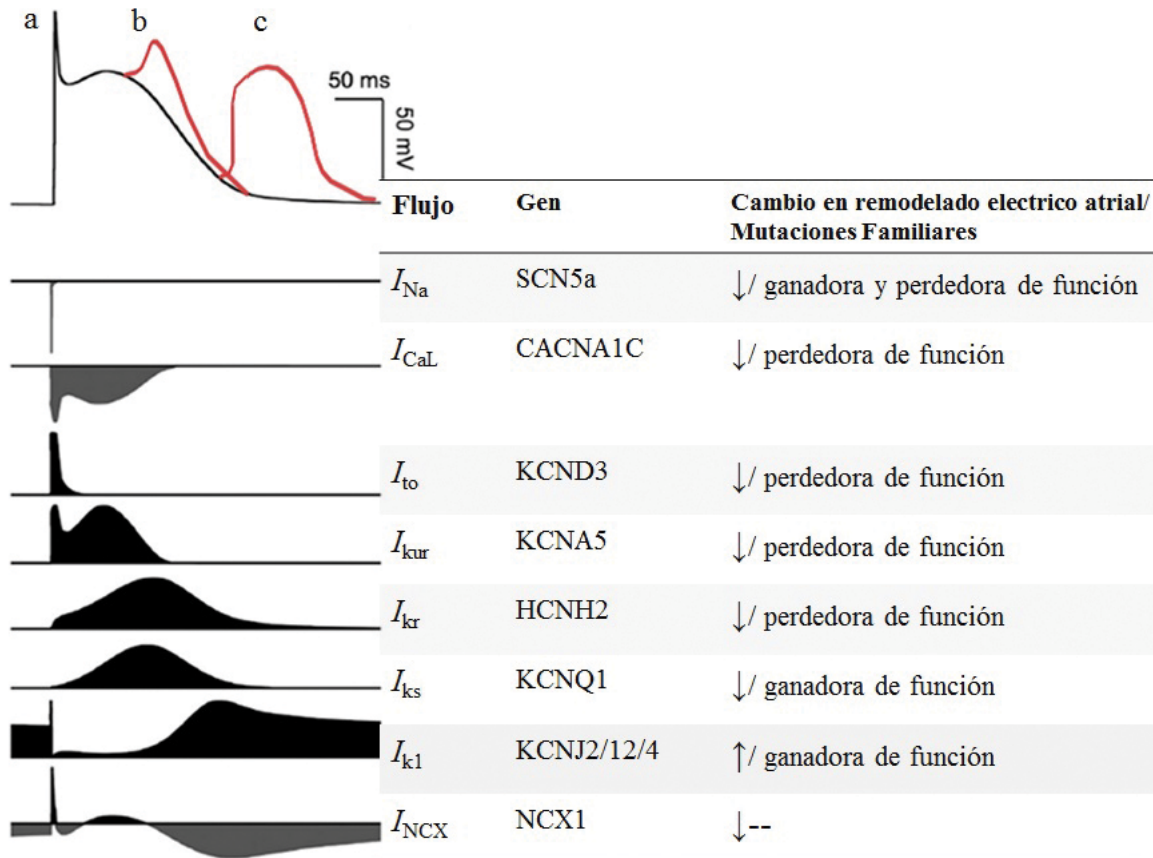 a b c
50 ms
50 mV
Flujo Gen Cambio en remodelado electrico atrial/
Mutaciones Familiares
INa SCN5a ↓/ ganadora y perdedora de función
ICaL CACNA1C ↓/ perdedora de función
Ito KCND3 ↓/ perdedora de función
Ikur KCNA5 ↓/ perdedora de función
Ikr HCNH2 ↓/ perdedora de función
Iks KCNQ1 ↓/ ganadora de función
Ik1 KCNJ2/12/4 ↑/ ganadora de función
INCX NCX1 ↓--